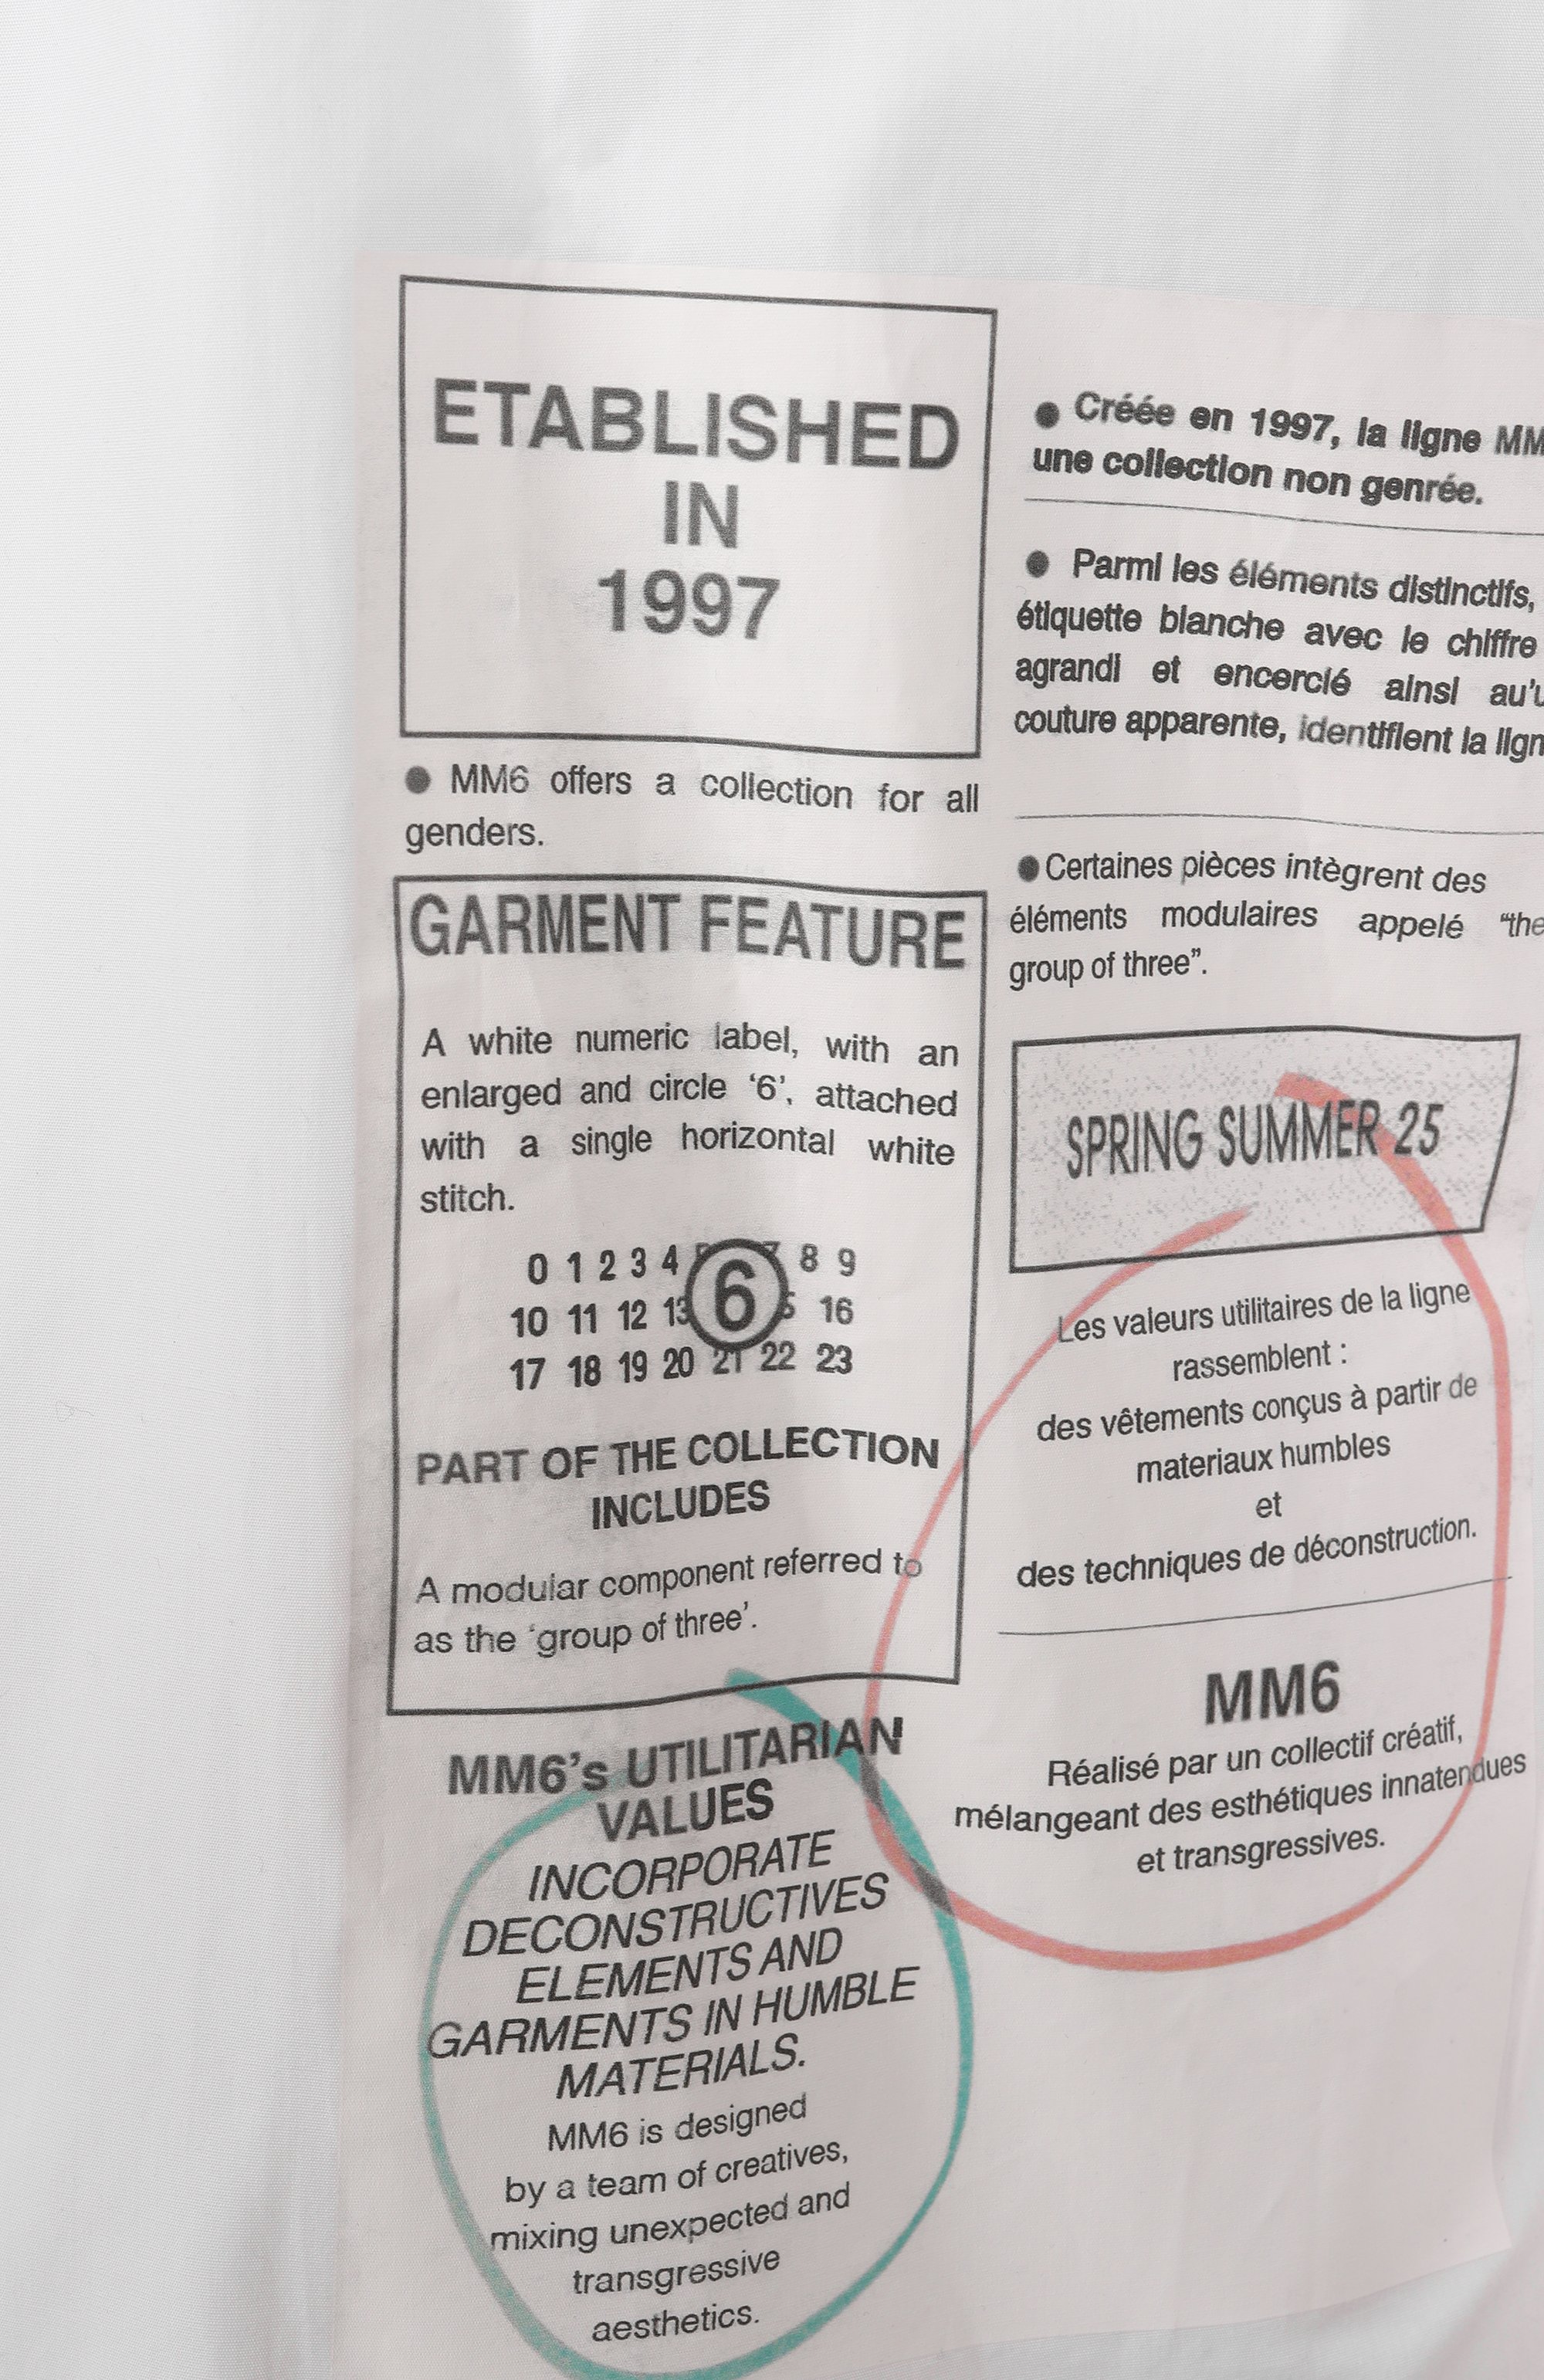 ETABLISHED
IN
1997
● MM6 offers a collection for all
genders.
GARMENT FEATURE
A white numeric label, with an
enlarged and circle ‘6’, attached
with a single horizontal white
stitch.
0 1 2 3 4 6 8 9
10 11 12 13 16
17 18 19 20 21 22 23
PART OF THE COLLECTION
INCLUDES
A modular component referred to
as the ‘group of three’.
MM6’s UTILITARIAN
VALUES
INCORPORATE
DECONSTRUCTIVES
ELEMENTS AND
GARMENTS IN HUMBLE
MATERIALS.
MM6 is designed
by a team of creatives,
mixing unexpected and
transgressive
aesthetics.
● Créée en 1997, la ligne
une collection non genrée.
● Parmi les éléments distinctifs,
étiquette blanche avec le chiffre
agrandi et encerclé ainsi
couture apparente, identifient la
● Certaines pièces intègrent des
éléments modulaires appelé “the
group of three”.
SPRING SUMMER 25
Les valeurs utilitaires de la ligne
rassemblent :
des vêtements conçus à partir de
materiaux humbles
et
des techniques de déconstruction.
MM6
Réalisé par un collectif créatif,
mélangeant des esthétiques innatendues
et transgressives.